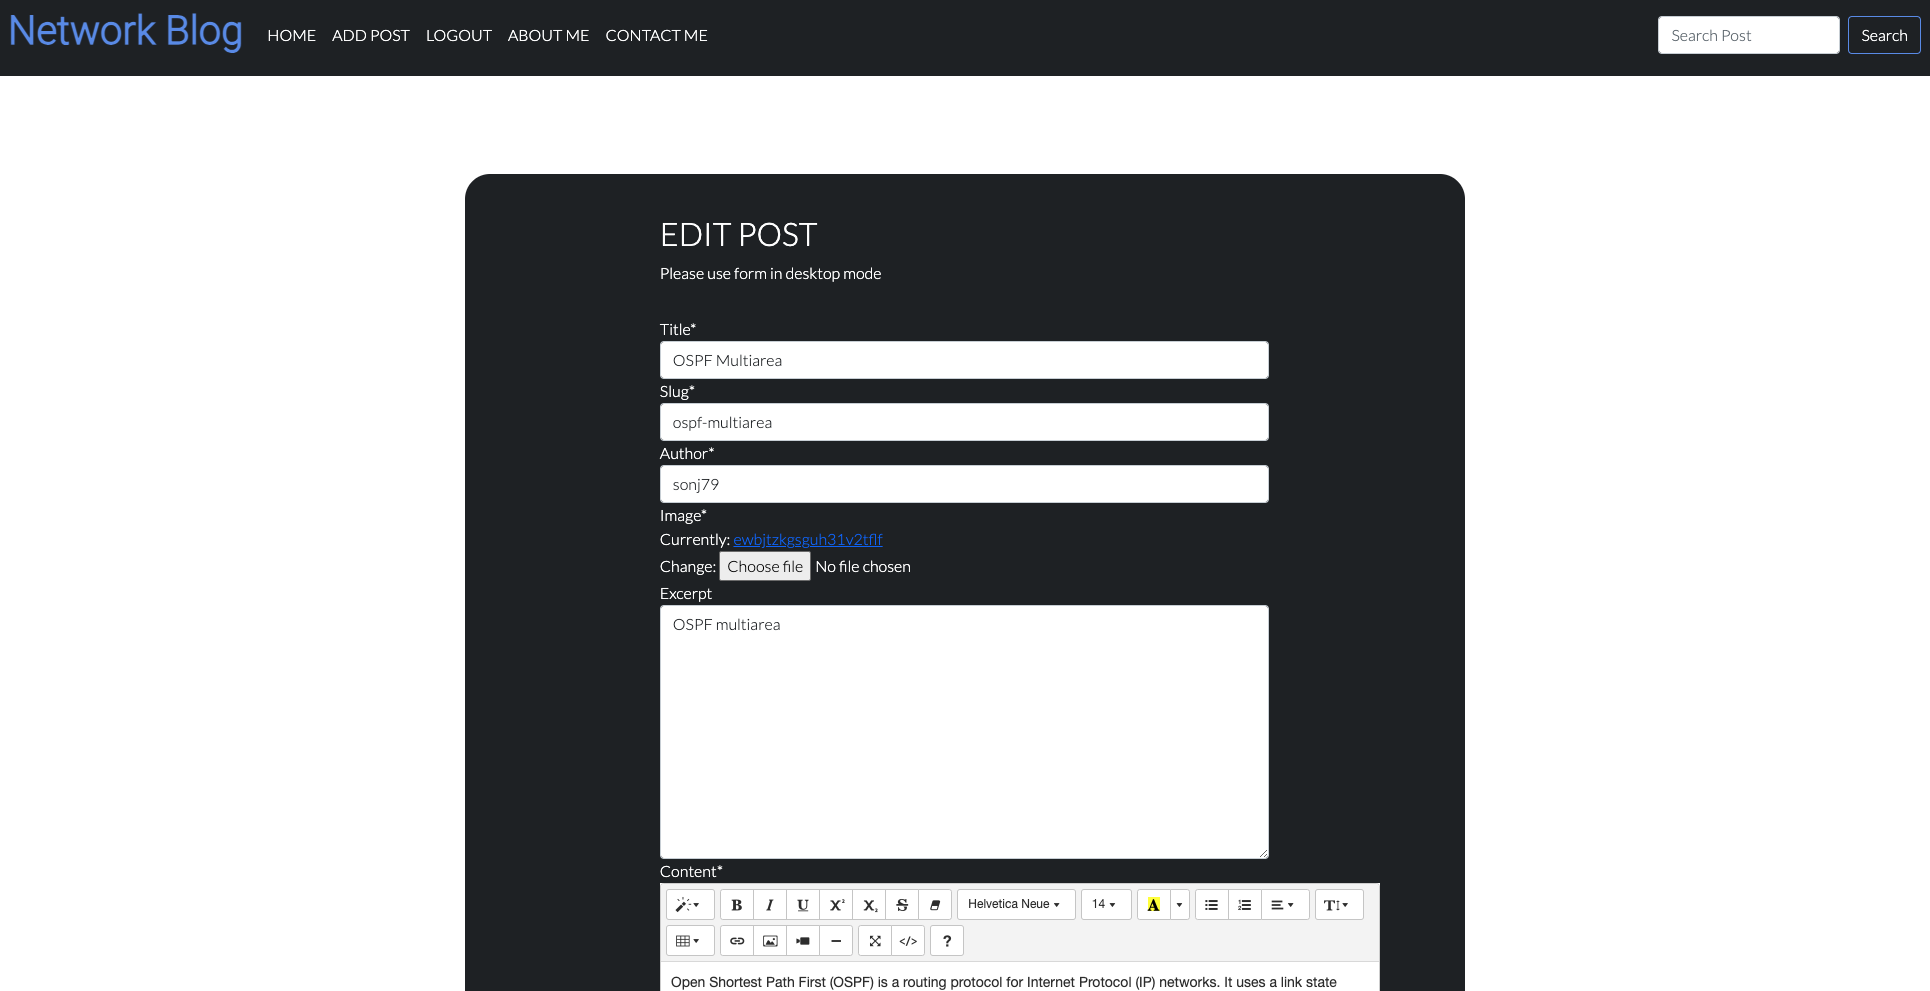 Network Blog HOME ADD POST LOGOUT ABOUT ME CONTACT ME Search Post Search
EDIT POST
Please use form in desktop mode
Title*
OSPF Multiarea
Slug*
ospf-multiarea
Author*
sonj79
Image*
Currently: ewbjtzkgsguh31v2tflf
Change: Choose file No file chosen
Excerpt
OSPF multiarea
Content*
B I U X² X₂ S Helvetica Neue 14 A T
</> ?
Open Shortest Path First (OSPF) is a routing protocol for Internet Protocol (IP) networks. It uses a link state